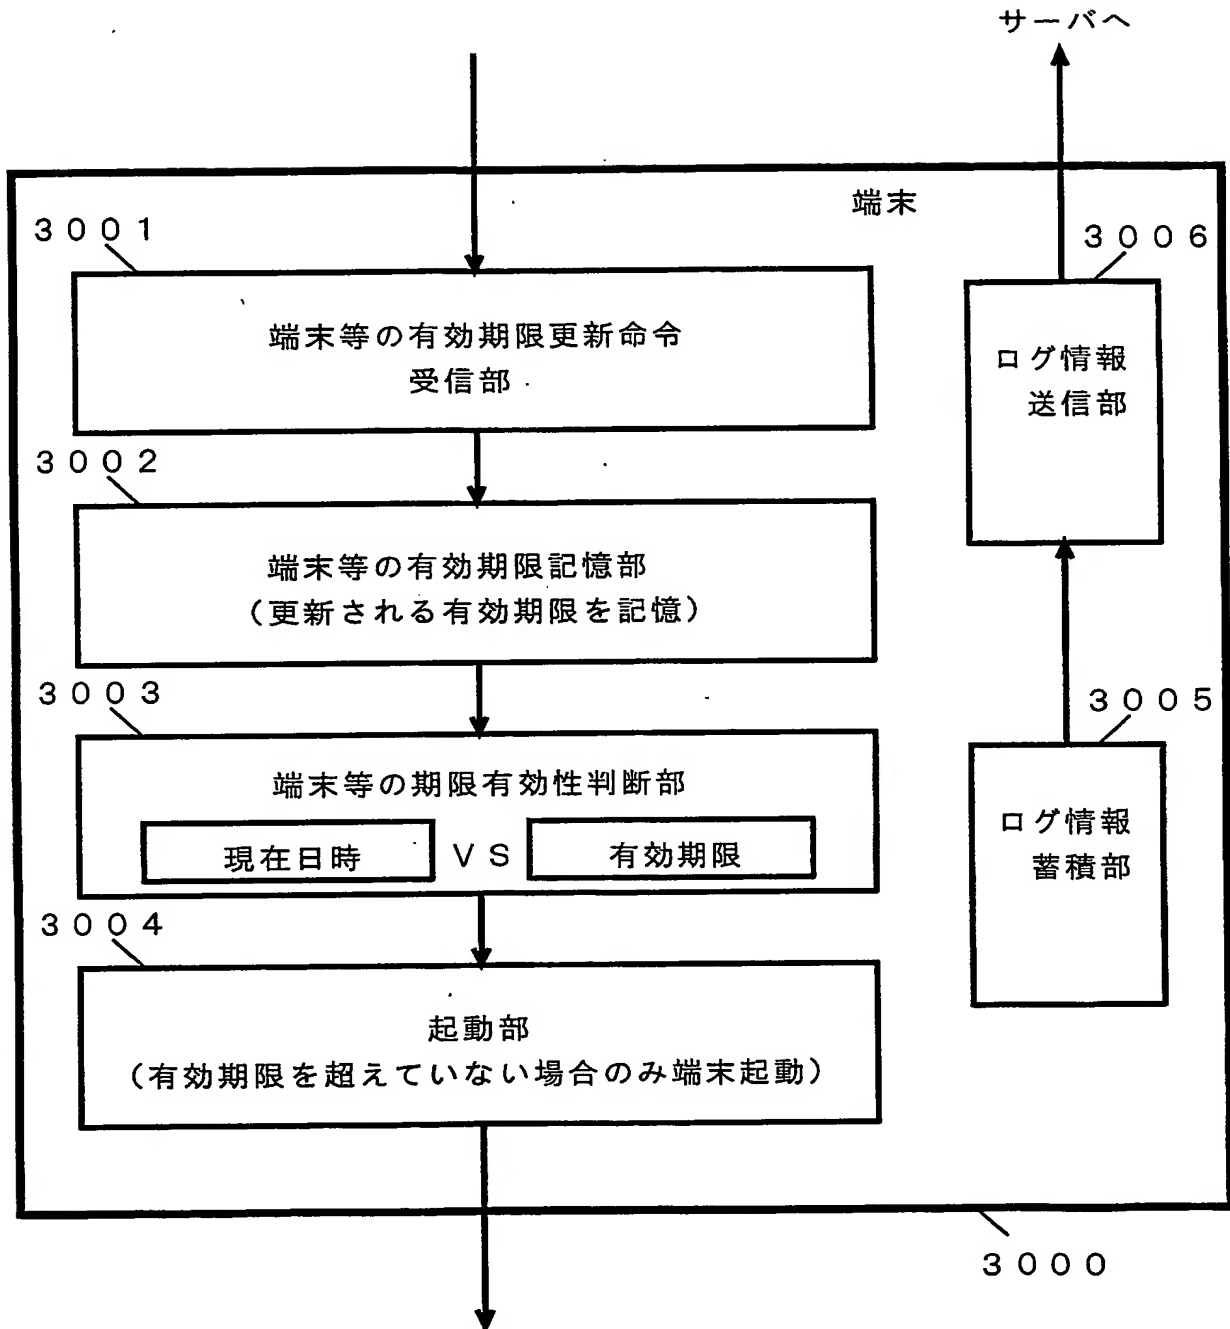 サーバへ
端末
3001
端末等の有効期限更新命令
受信部
3006
ログ情報
送信部
3002
端末等の有効期限記憶部
(更新される有効期限を記憶)
3003
端末等の期限有効性判断部
現在日時 VS 有効期限
3005
ログ情報
蓄積部
3004
起動部
(有効期限を超えていない場合のみ端末起動)
3000